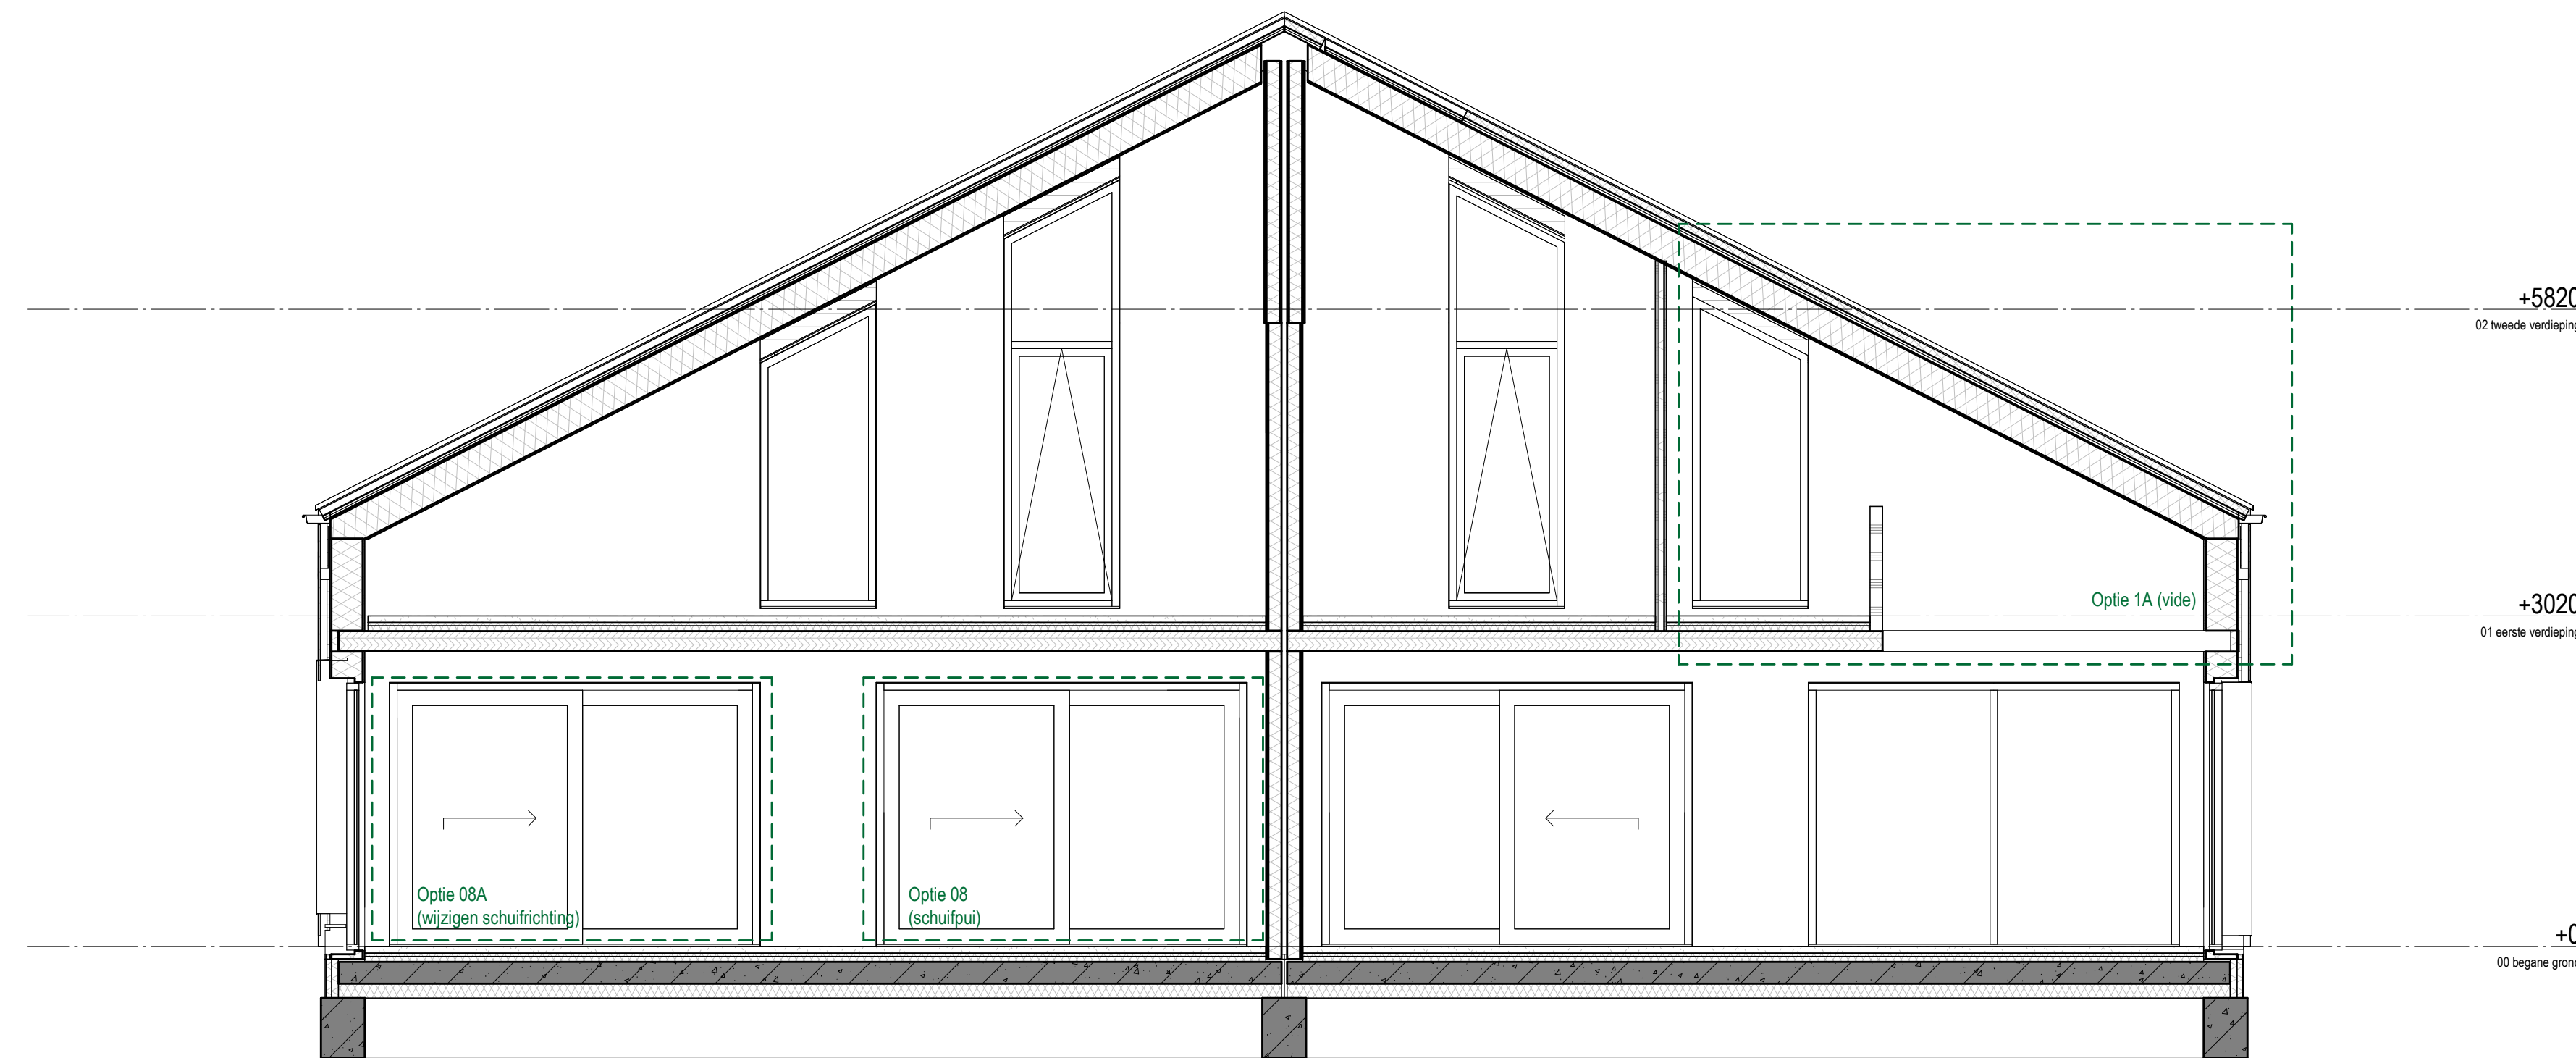 +5820
02 tweede verdieping
Optie 1A (vide)
+3020
01 eerste verdieping
Optie 08A
(wijzigen schuifrichting)
Optie 08
(schuifpui)
+0
00 begane grond